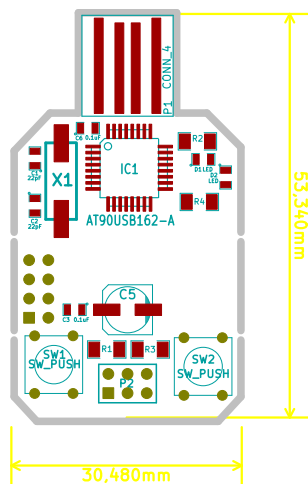 P1 CONN_4
C6 0.1uF
R2
IC1
D1 LED
C1
22pF
X1
D2
LED
R4
C2
22pF
AT90USB162-A
53,340mm
C5
C3 0.1uF
R1
R3
SW1
SW_PUSH
SW2
SW_PUSH
P2
30,480mm